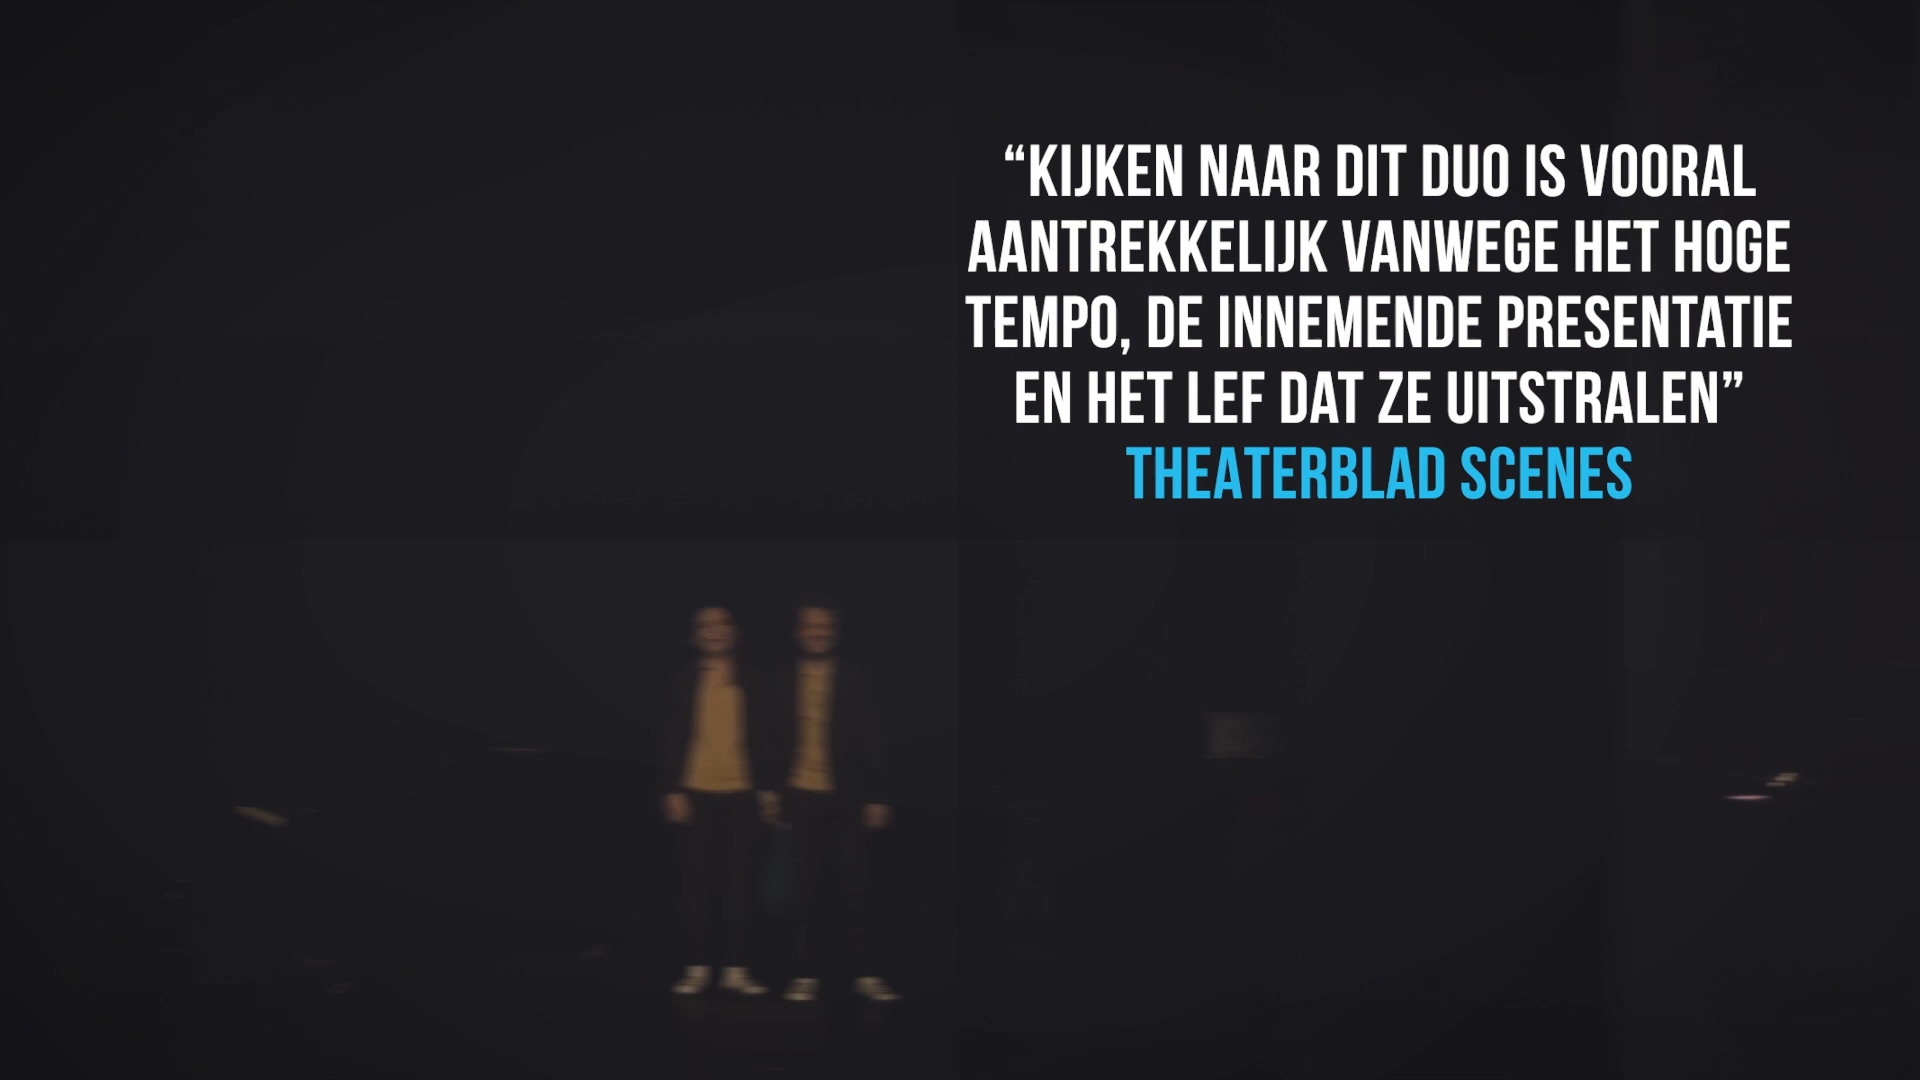 “KIJKEN NAAR DIT DUO IS VOORAL
AANTREKKELIJK VANWEGE HET HOGE
TEMPO, DE INNEMENDE PRESENTATIE
EN HET LEF DAT ZE UITSTRALEN”
THEATERBLAD SCENES